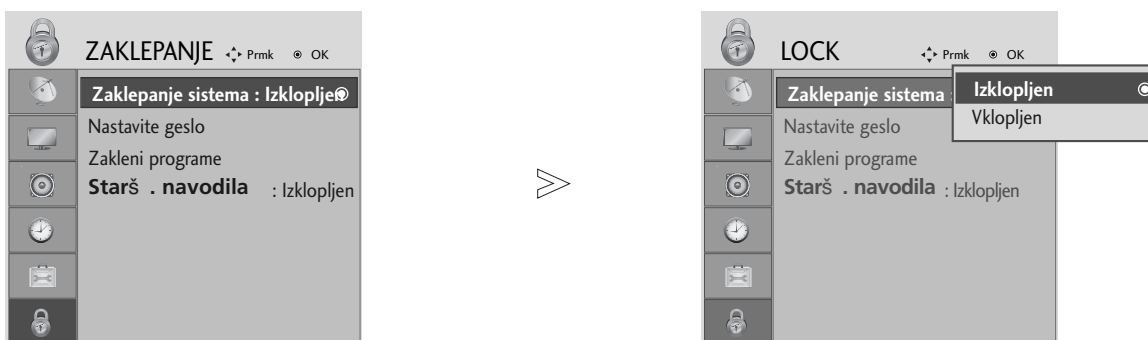 ZAKLEPANJE Prmk OK
Zaklepanje sistema : Izklopljen
Nastavite geslo
Zakleni programe
Starš . navodila : Izklopljen
LOCK Prmk OK
Zaklepanje sistema :
Izklopljen
Vklopljen
Nastavite geslo
Zakleni programe
Starš . navodila : Izklopljen